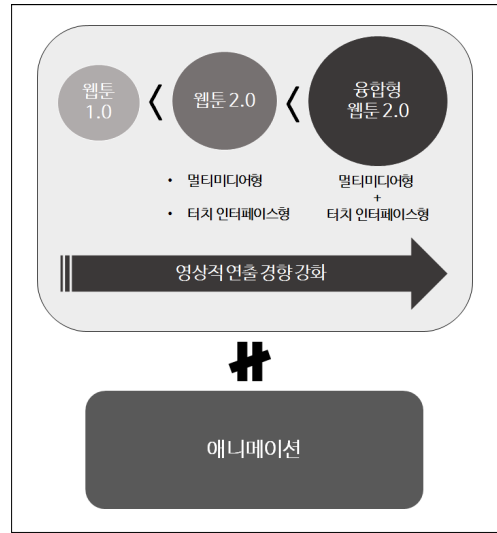 웹툰
1.0
<
웹툰 2.0
<
융합형
웹툰 2.0
• 멀티미디어형
• 터치 인터페이스형
멀티미디어형
+
터치 인터페이스형
영상적 연출 경향 강화
애니메이션